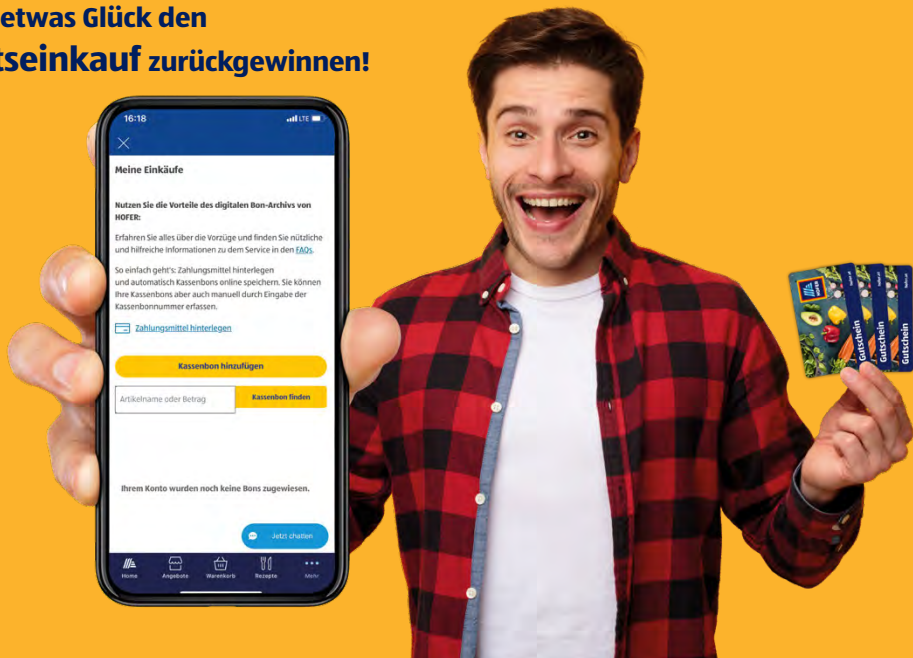 etwas Glück den
tseinkauf zurückgewinnen!
16:18
LTE
Meine Einkäufe
Nutzen Sie die Vorteile des digitalen Bon-Archivs von
HOFER:
Erfahren Sie alles über die Vorzüge und finden Sie nützliche
und hilfreiche Informationen zu dem Service in den FAQs.
So einfach geht's: Zahlungsmittel hinterlegen
und automatisch Kassenbons online speichern. Sie können
Ihre Kassenbons aber auch manuell durch Eingabe der
Kassenbonnummer erfassen.
Zahlungsmittel hinterlegen
Kassenbon hinzufügen
Artikelname oder Betrag
Kassenbon finden
Ihrem Konto wurden noch keine Bons zugewiesen.
Jetzt chatten
Home Angebote Warenkorb Rezepte Mehr
HOFER
Gutschein
Gutschein
Gutschein